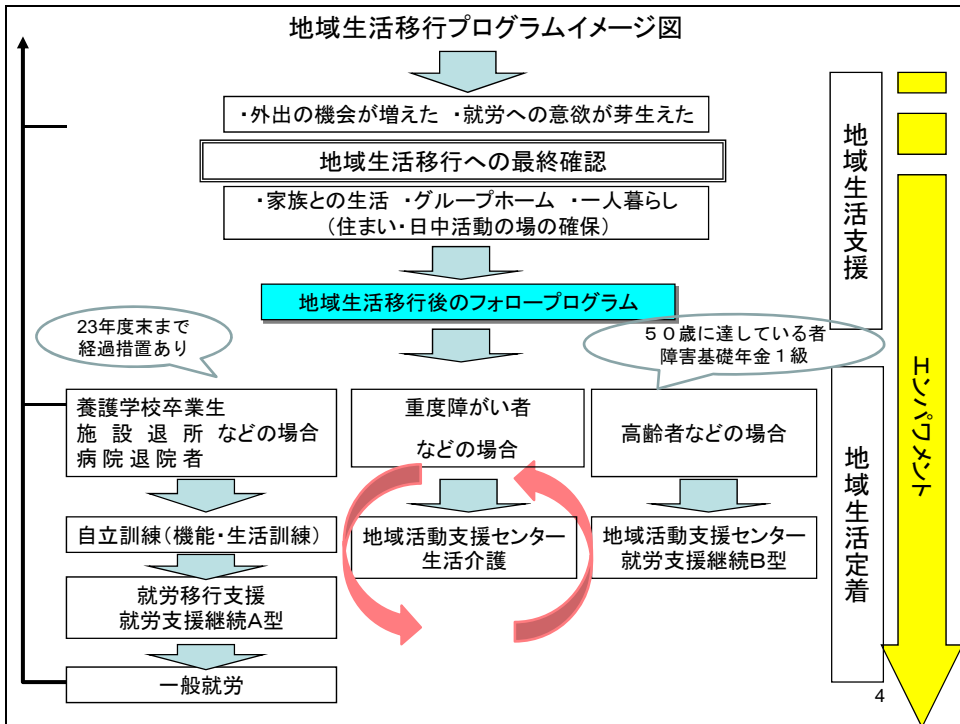 地域生活移行プログラムイメージ図
・外出の機会が増えた ・就労への意欲が芽生えた
地域生活移行への最終確認
・家族との生活 ・グループホーム ・一人暮らし
(住まい・日中活動の場の確保)
地域生活移行後のフォロープログラム
23年度末まで
経過措置あり
50歳に達している者
障害基礎年金1級
養護学校卒業生
施設退所 などの場合
病院退院者
重度障がい者
などの場合
高齢者などの場合
自立訓練(機能・生活訓練)
地域活動支援センター
生活介護
地域活動支援センター
就労支援継続B型
就労移行支援
就労支援継続A型
一般就労
地域生活支援
地域生活定着
エンパワメント
4